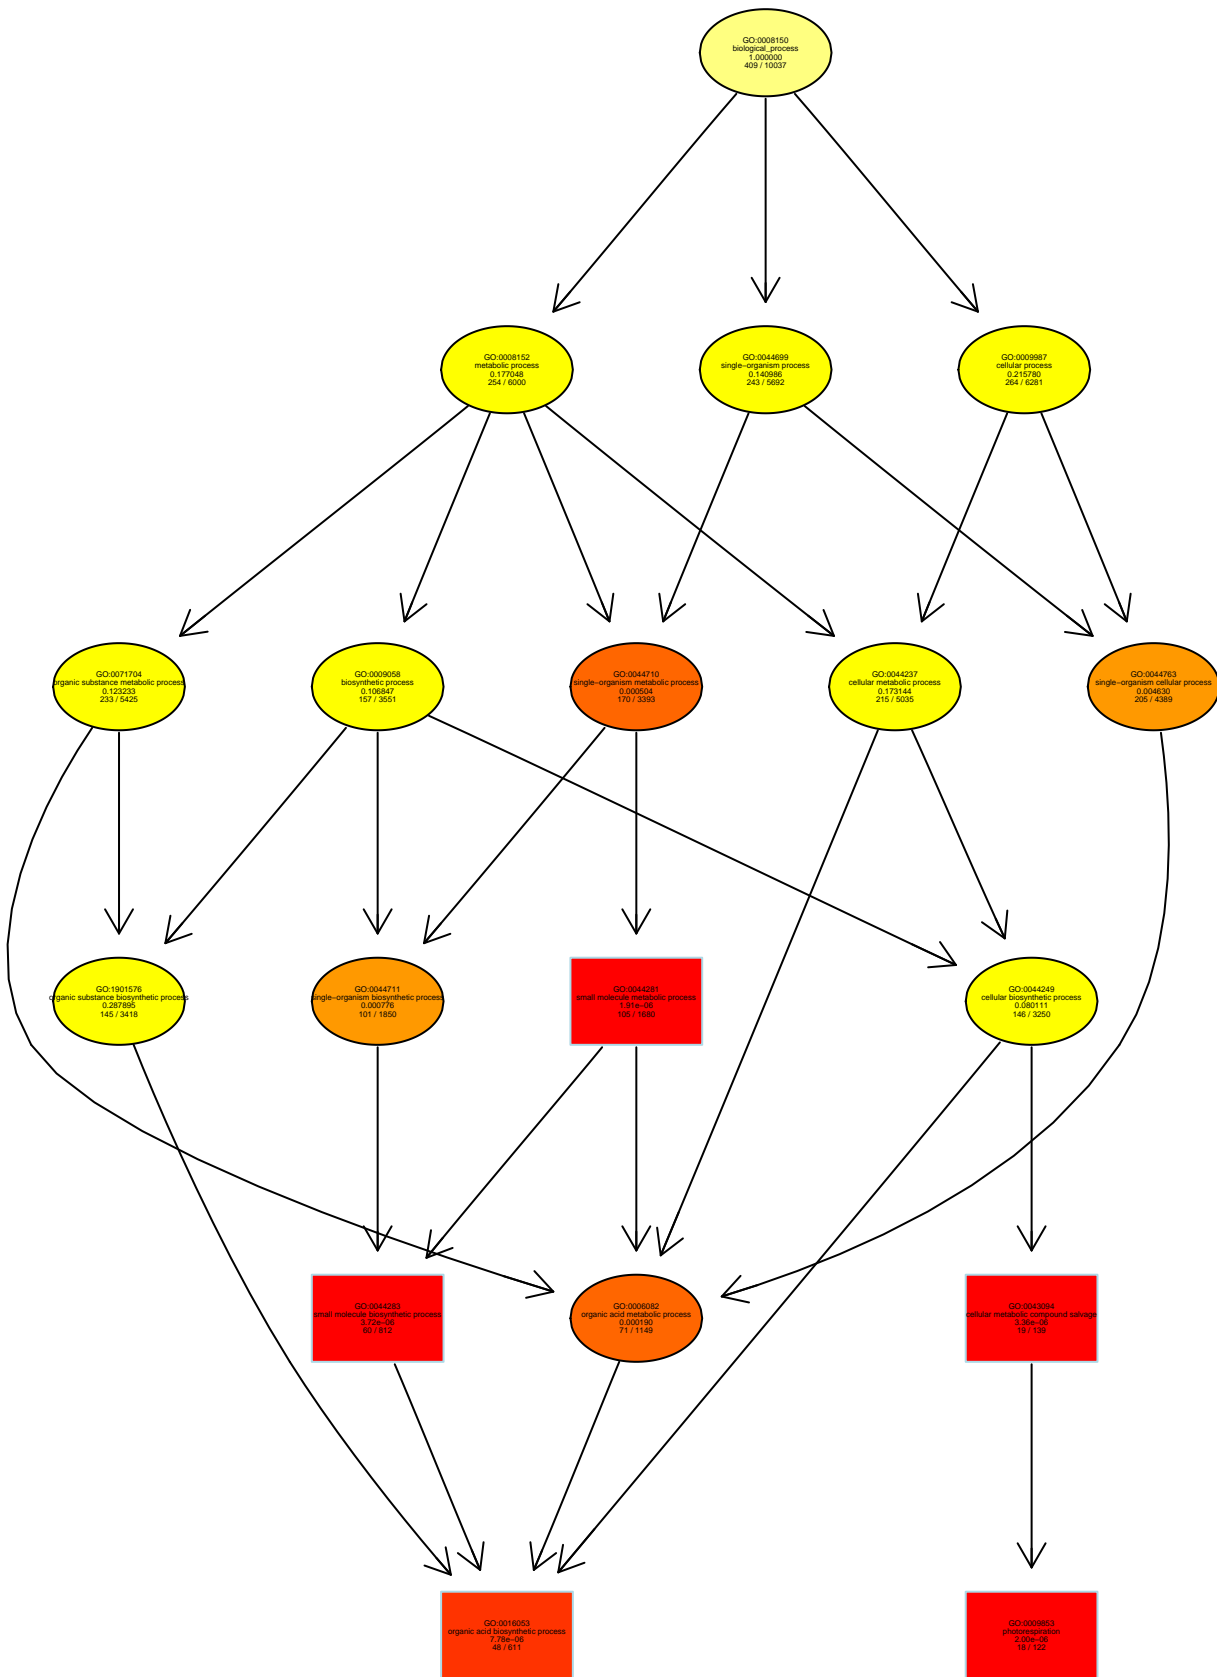 GO:0008150
biological_process
1.000000
409 / 10037
GO:0008152
metabolic process
0.177048
254 / 6000
GO:0044699
single−organism process
0.140986
243 / 5692
GO:0009987
cellular process
0.215780
264 / 6281
GO:0071704
organic substance metabolic process
0.123233
233 / 5425
GO:0009058
biosynthetic process
0.106847
157 / 3551
GO:0044710
single−organism metabolic process
0.000504
170 / 3393
GO:0044237
cellular metabolic process
0.173144
215 / 5035
GO:0044763
single−organism cellular process
0.004630
205 / 4389
GO:1901576
organic substance biosynthetic process
0.287895
145 / 3418
GO:0044711
single−organism biosynthetic process
0.000776
101 / 1850
GO:0044281
small molecule metabolic process
1.91e−06
105 / 1680
GO:0044249
cellular biosynthetic process
0.080111
146 / 3250
GO:0044283
small molecule biosynthetic process
3.72e−06
60 / 812
GO:0006082
organic acid metabolic process
0.000190
71 / 1149
GO:0043094
cellular metabolic compound salvage
3.36e−06
19 / 139
GO:0016053
organic acid biosynthetic process
7.78e−06
48 / 611
GO:0009853
photorespiration
2.00e−06
18 / 122